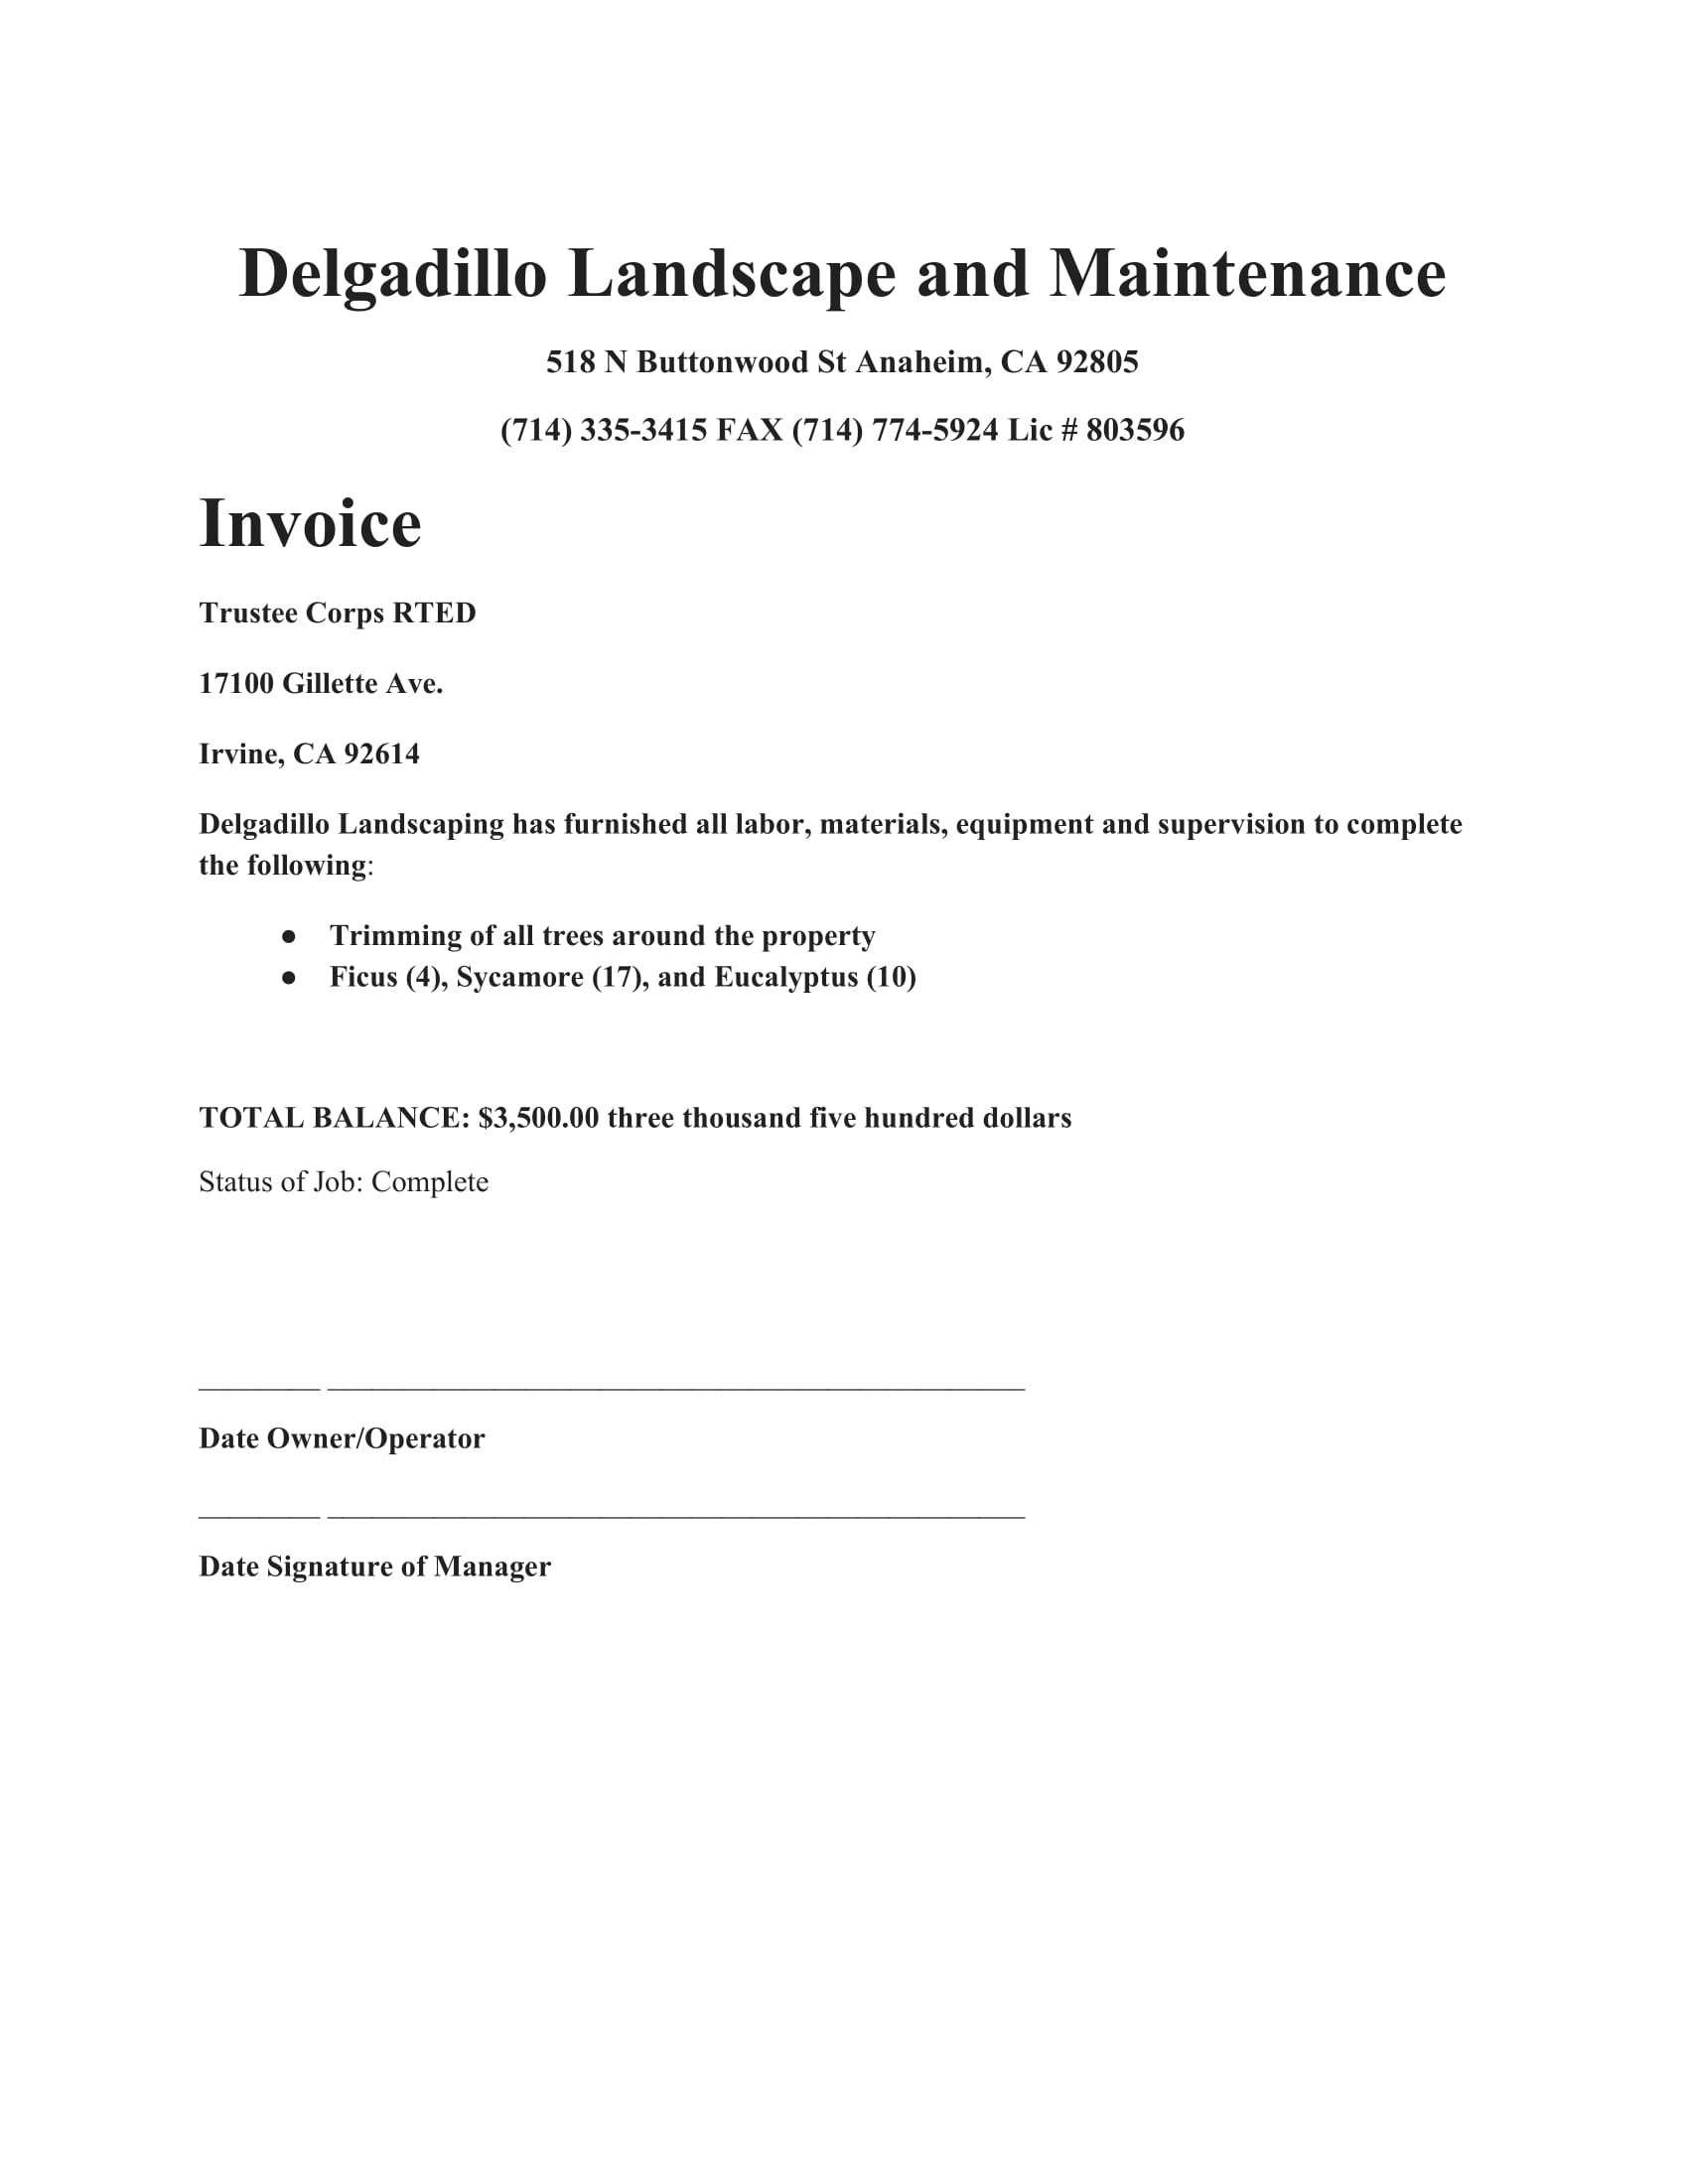 Delgadillo Landscape and Maintenance
518 N Buttonwood St Anaheim, CA 92805
(714) 335-3415 FAX (714) 774-5924 Lic # 803596
Invoice
Trustee Corps RTED
17100 Gillette Ave.
Irvine, CA 92614
Delgadillo Landscaping has furnished all labor, materials, equipment and supervision to complete
the following:
● Trimming of all trees around the property
● Ficus (4), Sycamore (17), and Eucalyptus (10)
TOTAL BALANCE: $3,500.00 three thousand five hundred dollars
Status of Job: Complete
________ ______________________________________________
Date Owner/Operator
________ ______________________________________________
Date Signature of Manager